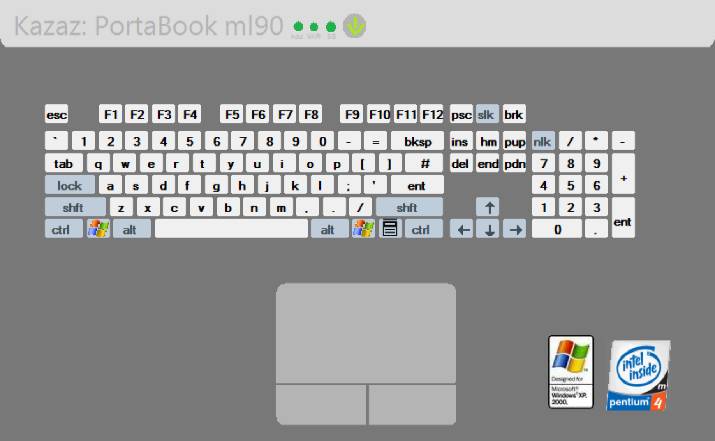 Kazaz: PortaBook ml90
esc F1 F2 F3 F4 F5 F6 F7 F8 F9 F10 F11 F12 psc slk brk
` 1 2 3 4 5 6 7 8 9 0 - = bksp ins hm pup nlk / * -
tab q w e r t y u i o p [ ] # del end pdn 7 8 9 +
lock a s d f g h j k l ; ' ent 4 5 6
shft z x c v b n m . . / shft 1 2 3 ent
ctrl alt alt ctrl 0 .
Designed for
Microsoft®
Windows®XP
2000.
intel
inside
m
pentium 4